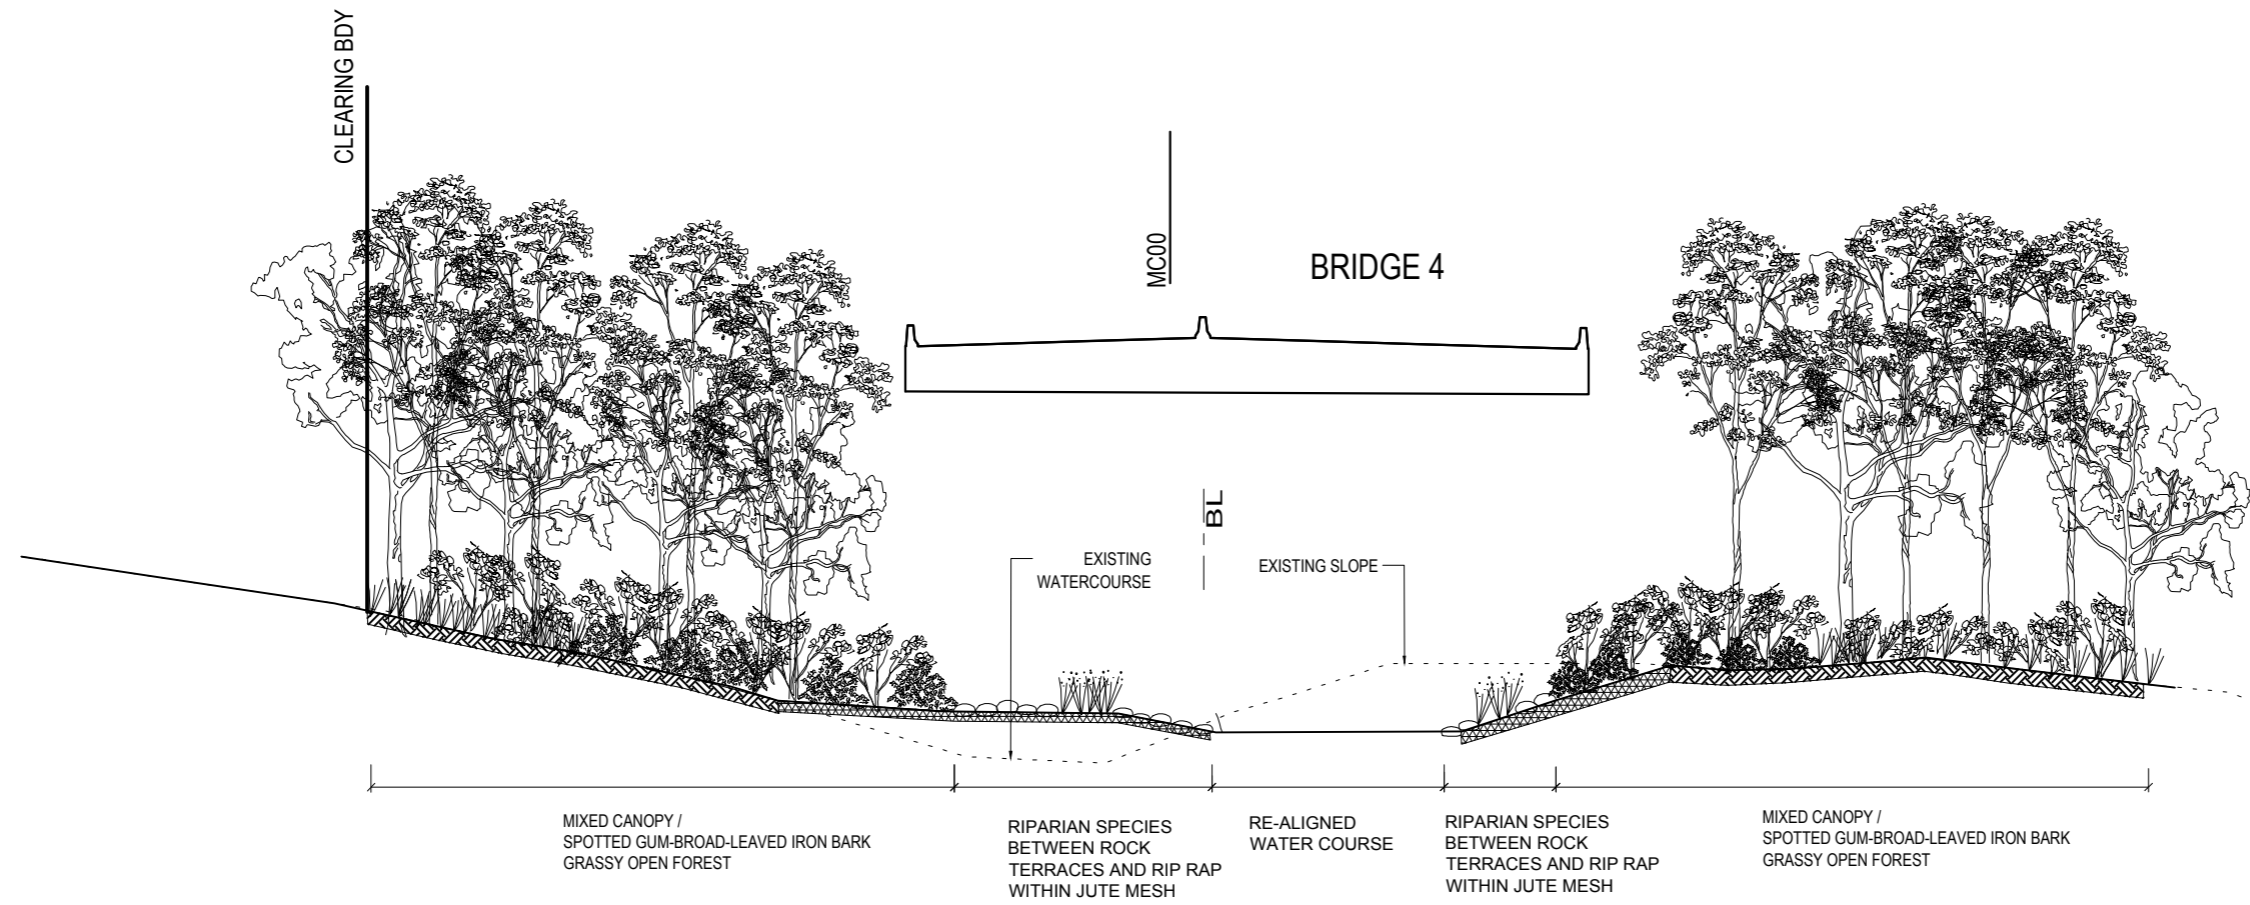 CLEARING BDY
MC00
BRIDGE 4
BL
EXISTING
WATERCOURSE
EXISTING SLOPE
MIXED CANOPY /
SPOTTED GUM-BROAD-LEAVED IRON BARK
GRASSY OPEN FOREST
RIPARIAN SPECIES
BETWEEN ROCK
TERRACES AND RIP RAP
WITHIN JUTE MESH
RE-ALIGNED
WATER COURSE
RIPARIAN SPECIES
BETWEEN ROCK
TERRACES AND RIP RAP
WITHIN JUTE MESH
MIXED CANOPY /
SPOTTED GUM-BROAD-LEAVED IRON BARK
GRASSY OPEN FOREST